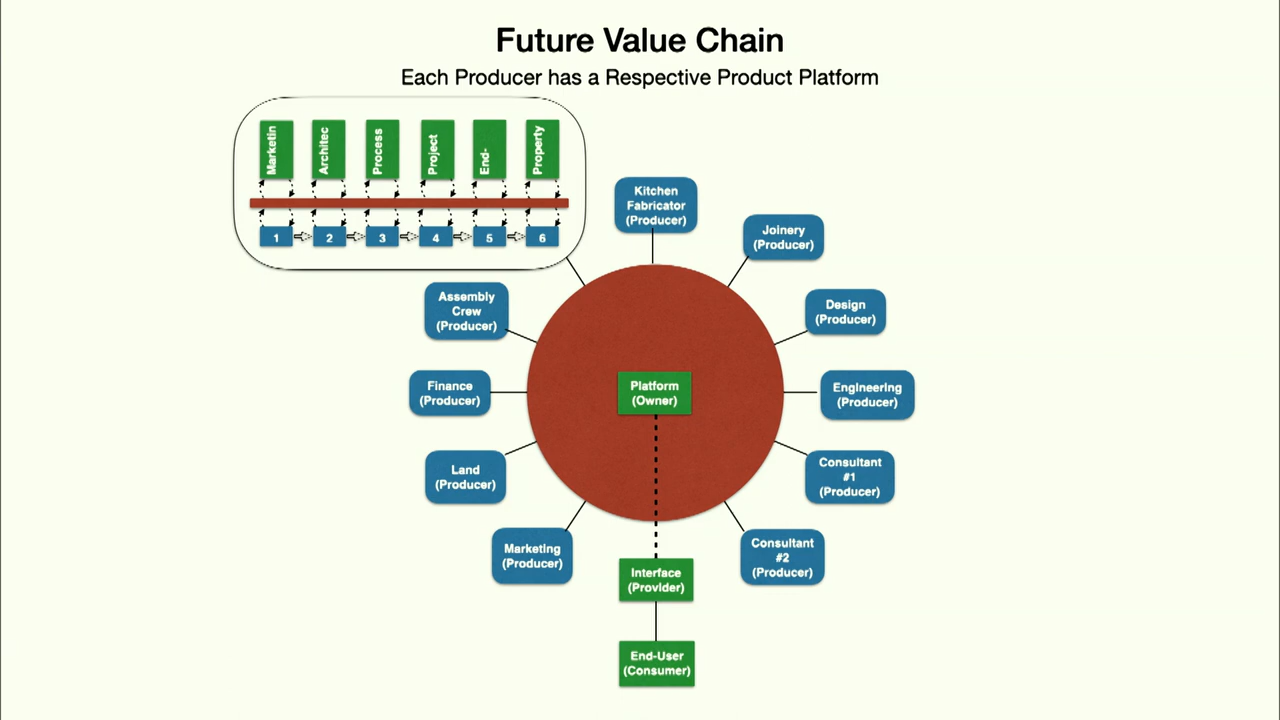 Future Value Chain
Each Producer has a Respective Product Platform
Marketin
Architec
Process
Project
End-
Property
1
2
3
4
5
6
Kitchen
Fabricator
(Producer)
Joinery
(Producer)
Assembly
Crew
(Producer)
Design
(Producer)
Finance
(Producer)
Platform
(Owner)
Engineering
(Producer)
Land
(Producer)
Consultant
#1
(Producer)
Marketing
(Producer)
Consultant
#2
(Producer)
Interface
(Provider)
End-User
(Consumer)